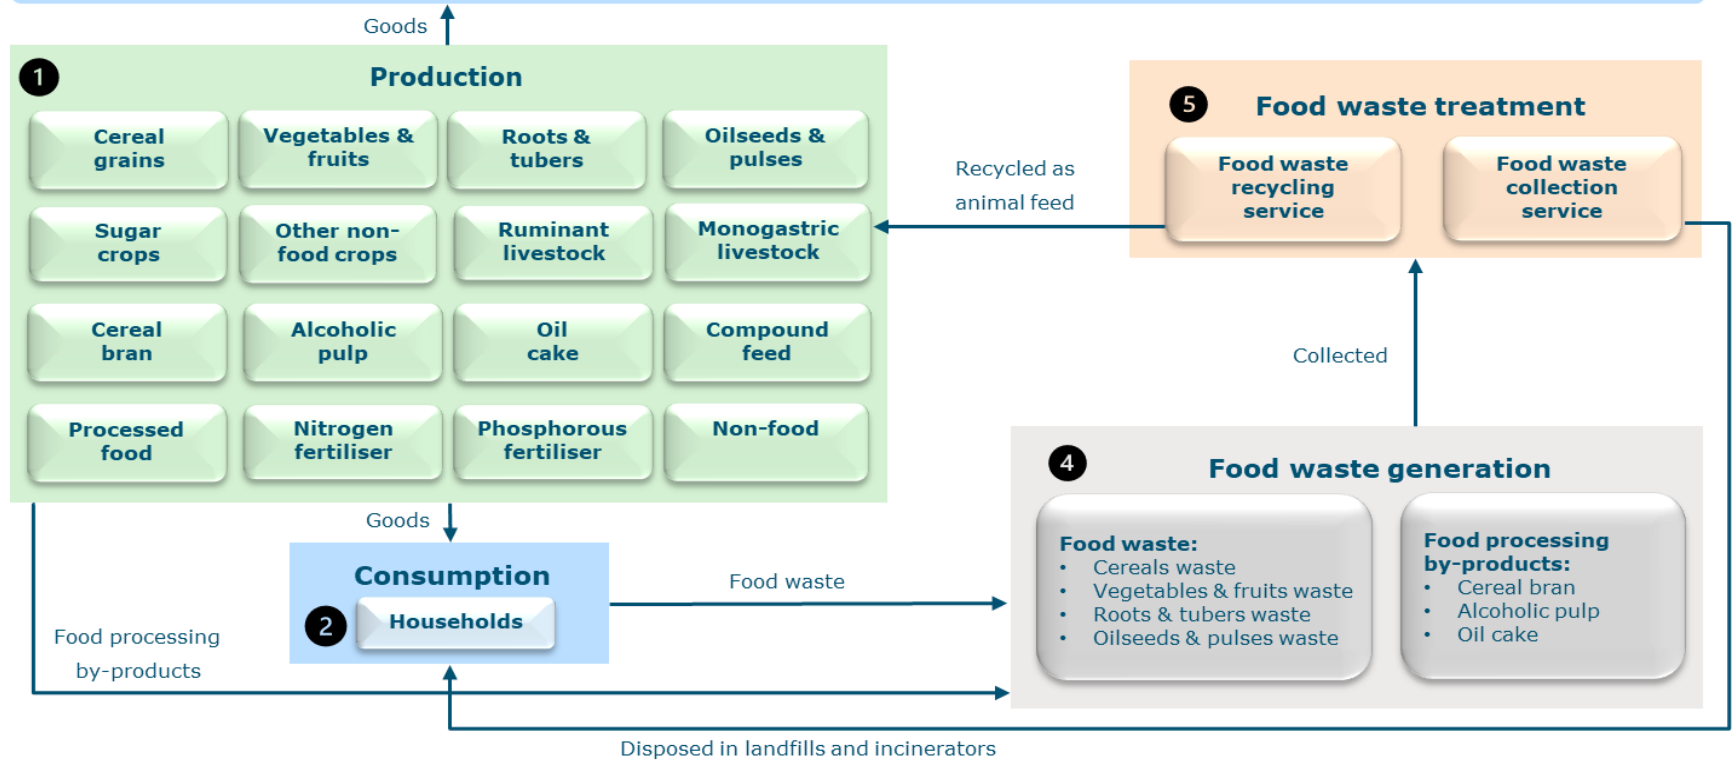 Goods
1
Production
Cereal
grains
Vegetables &
fruits
Roots &
tubers
Oilseeds &
pulses
Sugar
crops
Other non-
food crops
Ruminant
livestock
Monogastric
livestock
Cereal
bran
Alcoholic
pulp
Oil
cake
Compound
feed
Processed
food
Nitrogen
fertiliser
Phosphorous
fertiliser
Non-food
5
Food waste treatment
Food waste
recycling
service
Food waste
collection
service
Recycled as
animal feed
Collected
4
Food waste generation
Food waste:
• Cereals waste
• Vegetables & fruits waste
• Roots & tubers waste
• Oilseeds & pulses waste
Food processing
by-products:
• Cereal bran
• Alcoholic pulp
• Oil cake
Goods
Consumption
2
Households
Food waste
Food processing
by-products
Disposed in landfills and incinerators